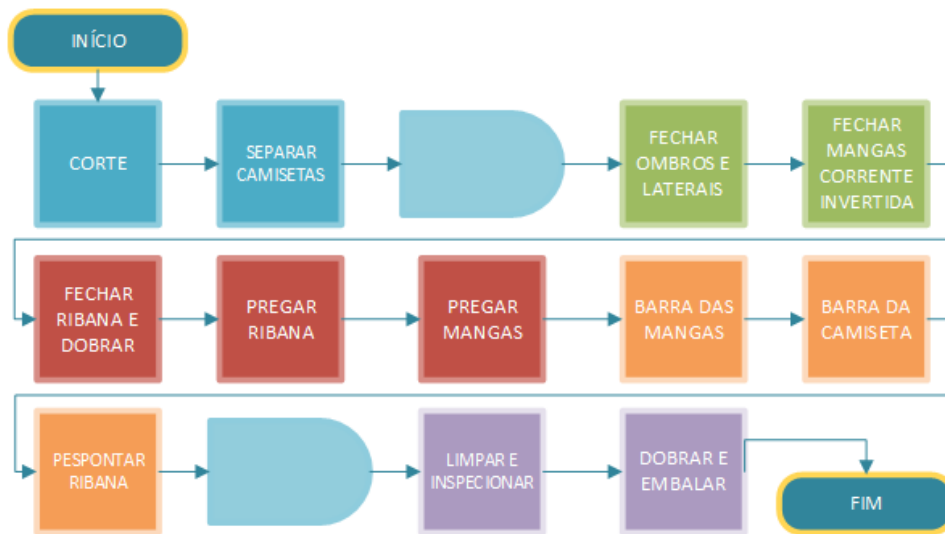 INÍCIO
CORTE
SEPARAR
CAMISETAS
FECHAR
OMBROS E
LATERAIS
FECHAR
MANGAS
CORRENTE
INVERTIDA
FECHAR
RIBANA E
DOBRAR
PREGAR
RIBANA
PREGAR
MANGAS
BARRA DAS
MANGAS
BARRA DA
CAMISETA
PESPONTAR
RIBANA
LIMPAR E
INSPECIONAR
DOBRAR E
EMBALAR
FIM